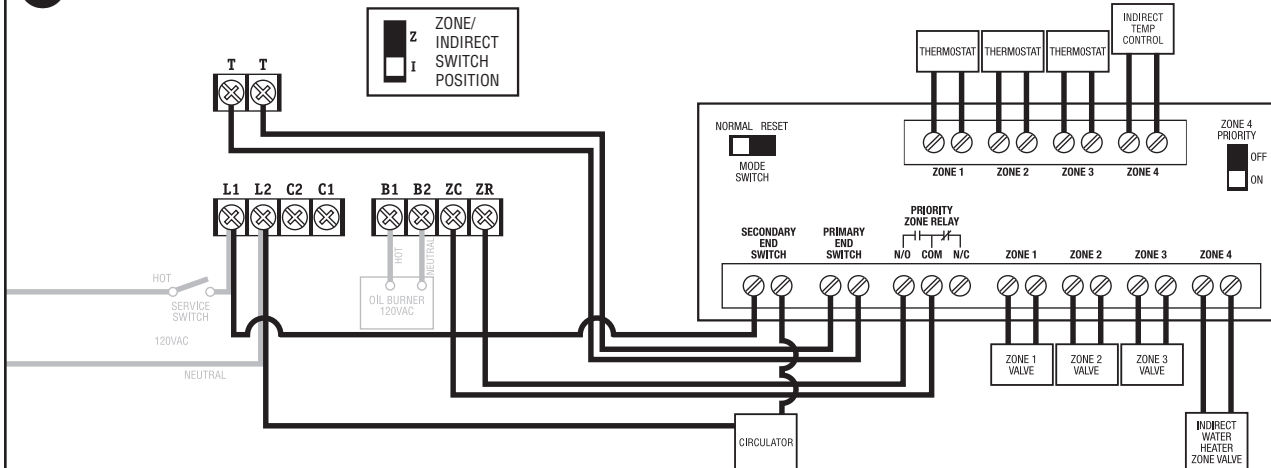 ZONE/
INDIRECT
SWITCH
POSITION
Z
I
T T
INDIRECT
TEMP
CONTROL
THERMOSTAT THERMOSTAT THERMOSTAT
NORMAL RESET
MODE
SWITCH
ZONE 4
PRIORITY
OFF
ON
ZONE 1 ZONE 2 ZONE 3 ZONE 4
L1 L2 C2 C1 B1 B2 ZC ZR
SECONDARY
END
SWITCH
PRIMARY
END
SWITCH
PRIORITY
ZONE RELAY
N/O COM N/C
ZONE 1 ZONE 2 ZONE 3 ZONE 4
HOT
SERVICE
SWITCH
120VAC
NEUTRAL
HOT
NEUTRAL
OIL BURNER
120VAC
ZONE 1
VALVE
ZONE 2
VALVE
ZONE 3
VALVE
CIRCULATOR
INDIRECT
WATER
HEATER
ZONE VALVE